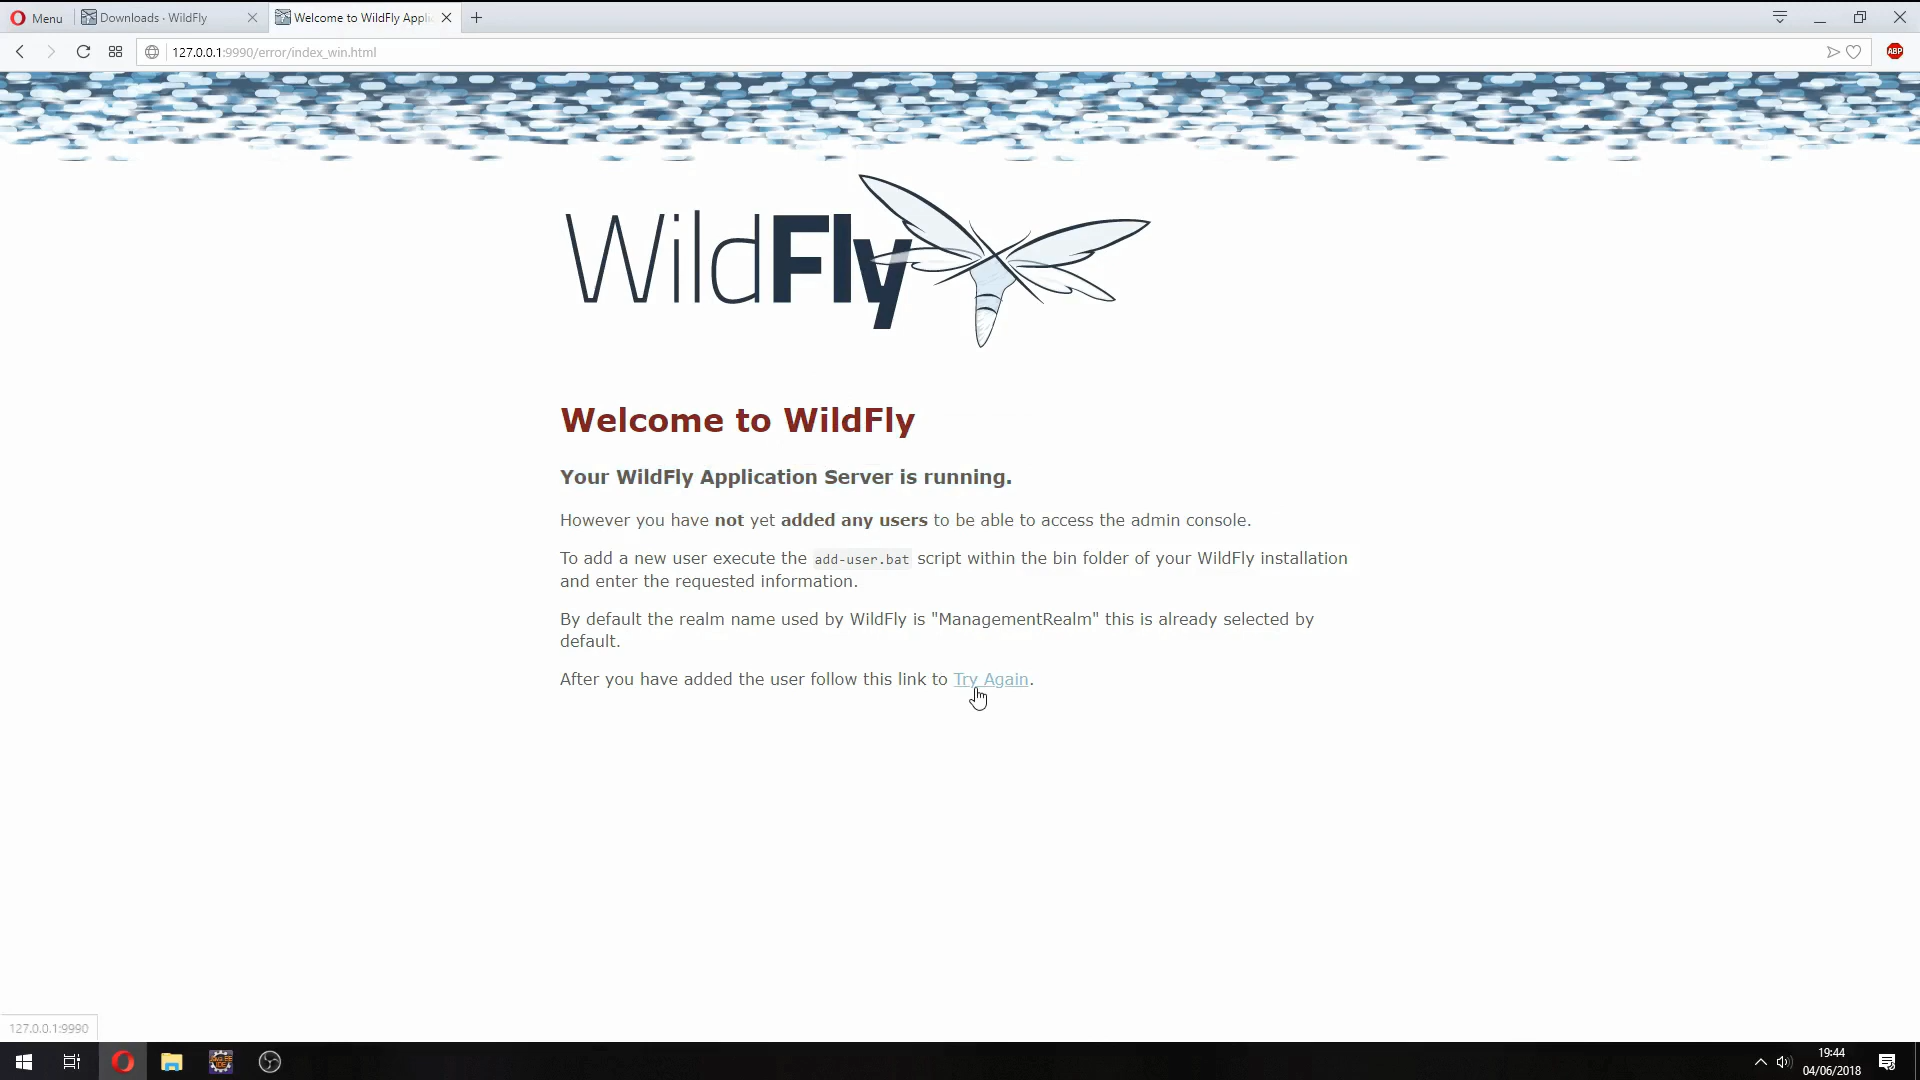 Menu
Downloads · WildFly
Welcome to WildFly Appli
127.0.0.1:9990/error/index_win.html
ABP
WildFly
Welcome to WildFly
Your WildFly Application Server is running.
However you have not yet added any users to be able to access the admin console.
To add a new user execute the add-user.bat script within the bin folder of your WildFly installation
and enter the requested information.
By default the realm name used by WildFly is "ManagementRealm" this is already selected by
default.
After you have added the user follow this link to Try Again.
127.0.0.1:9990
19:44
04/06/2018